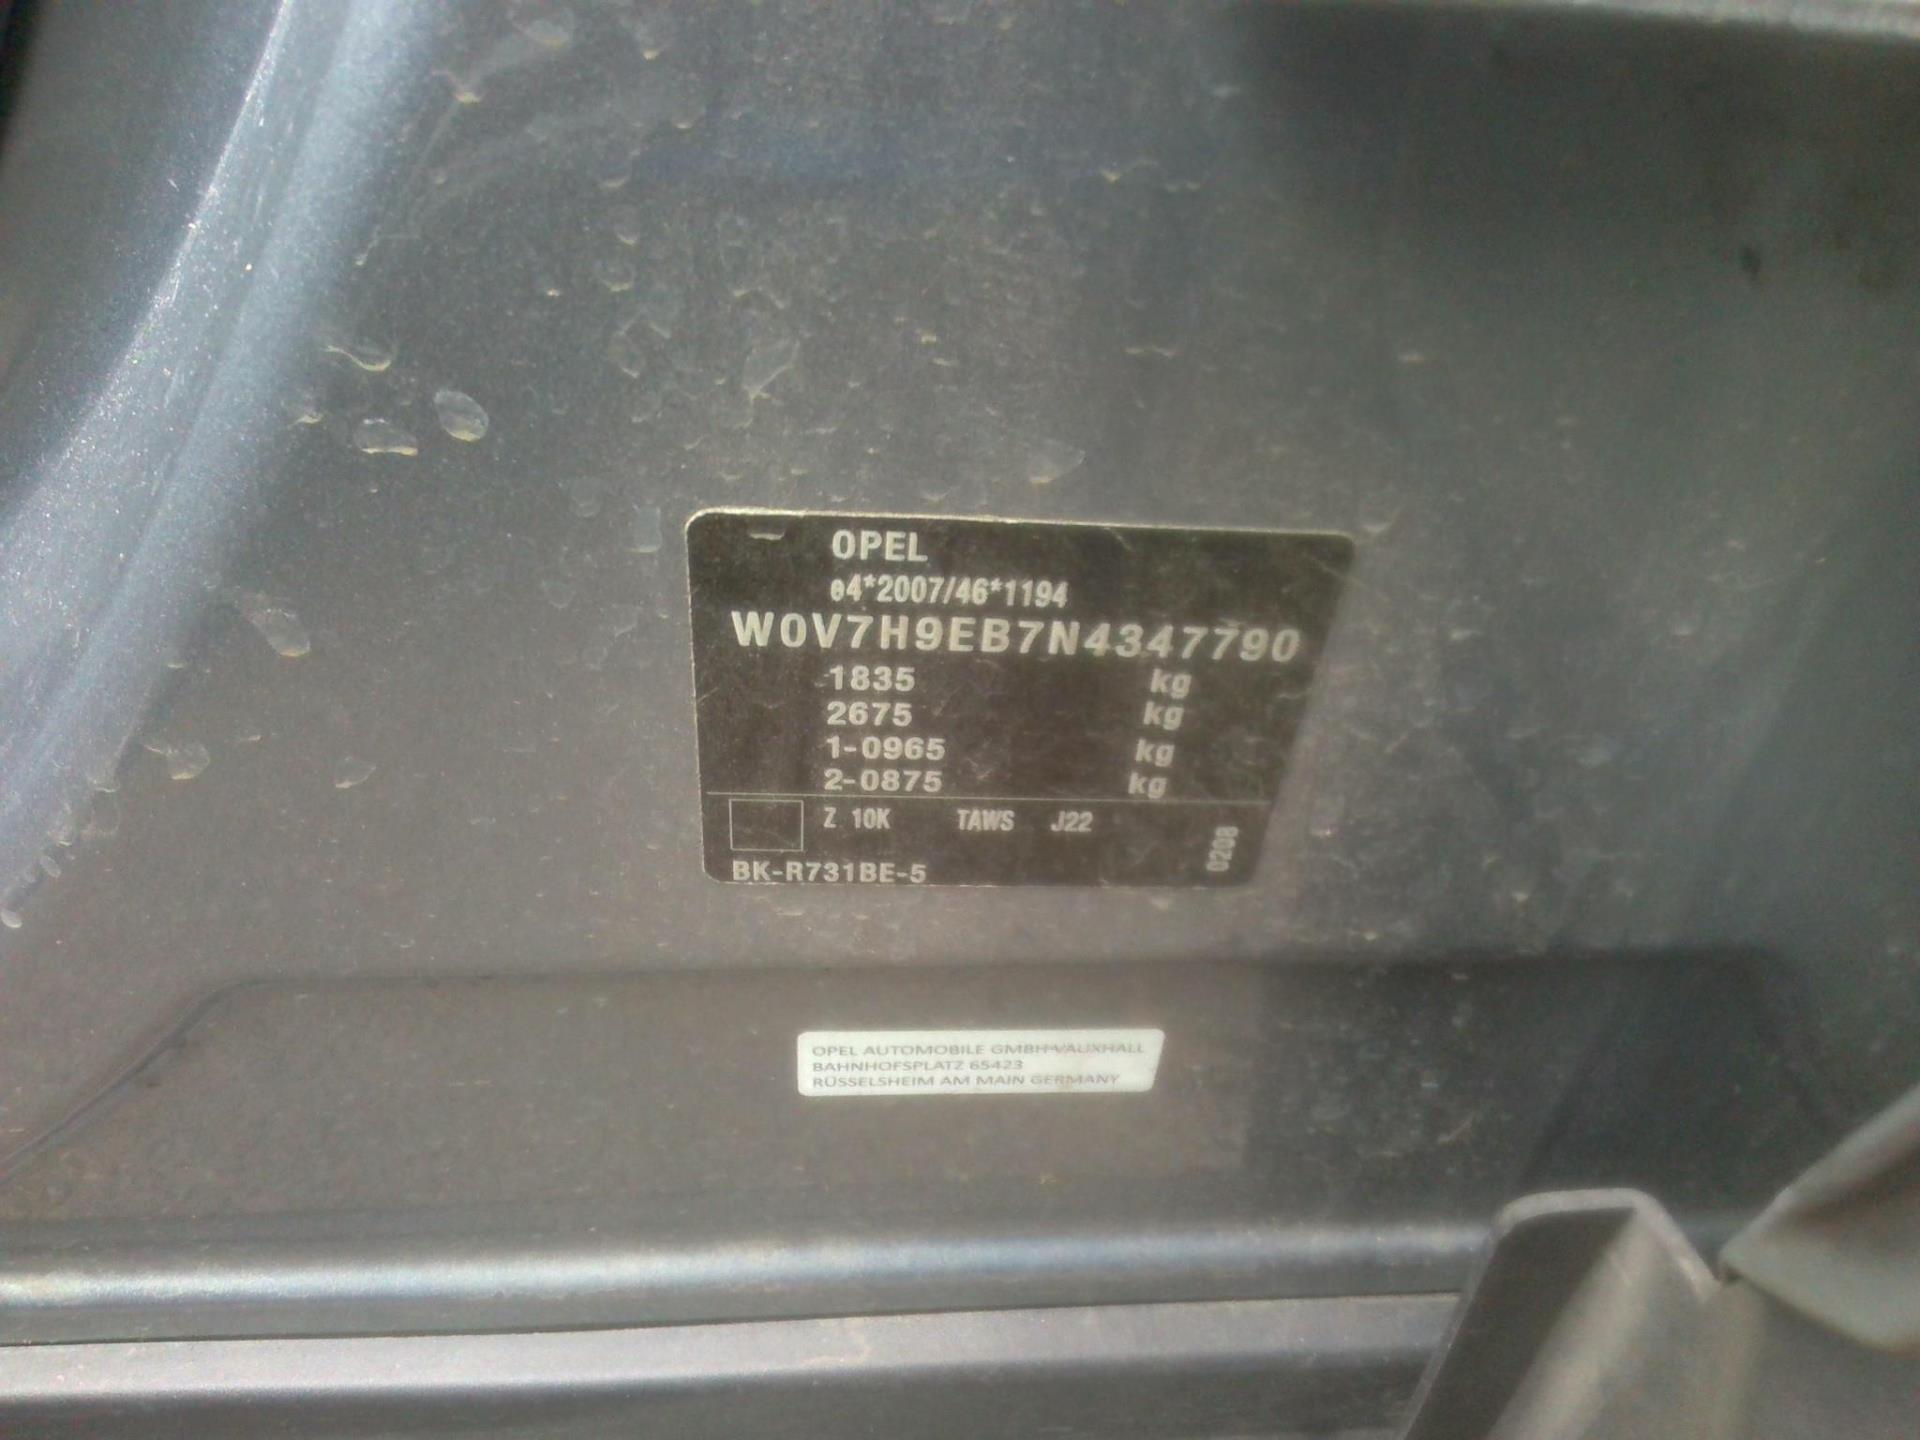 OPEL
e4*2007/46*1194
W0V7H9EB7N4347790
1835 kg
2675 kg
1-0965 kg
2-0875 kg
Z 10K TAWS J22
0208
BK-R731BE-5
OPEL AUTOMOBILE GMBH-VAUXHALL
BAHNHOFSPLATZ 65423
RÜSSELSHEIM AM MAIN GERMANY